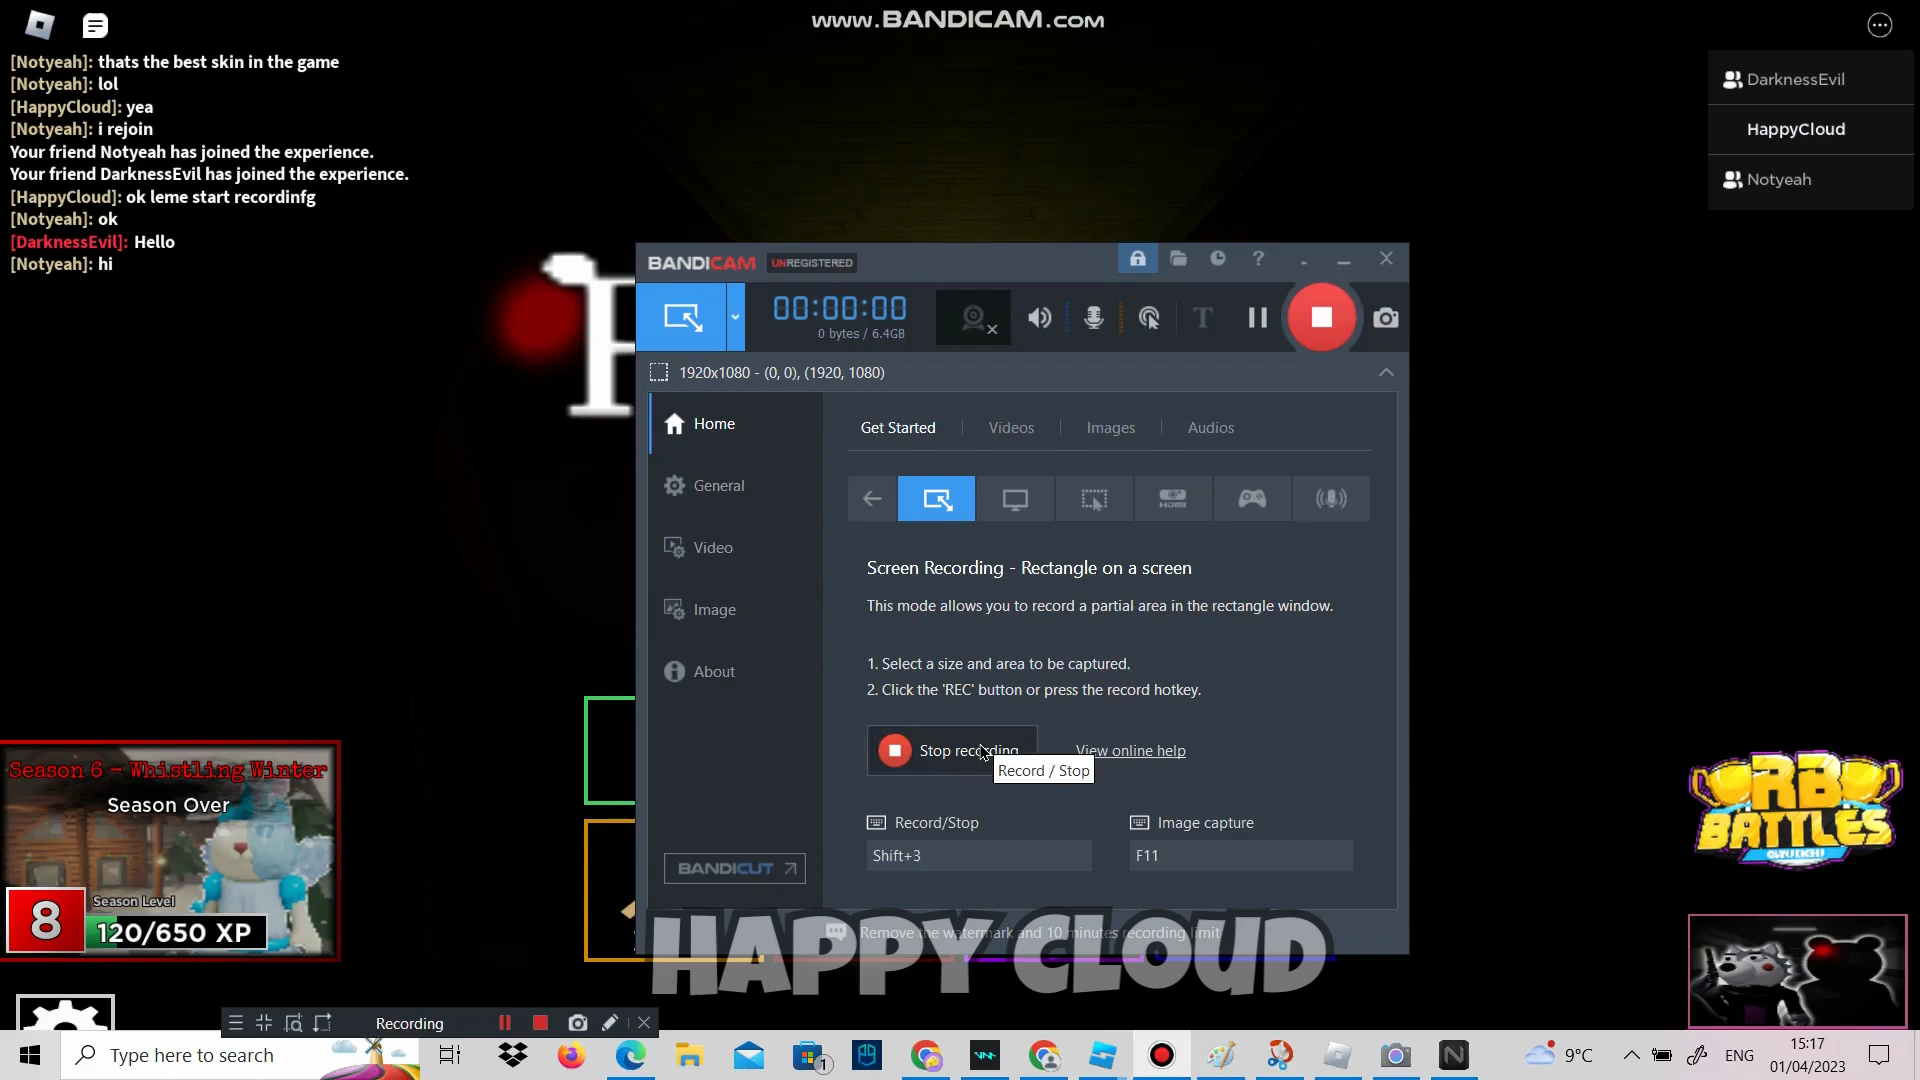 www.BANDICAM.com
[Notyeah]: thats the best skin in the game
[Notyeah]: lol
[HappyCloud]: yea
[Notyeah]: i rejoin
Your friend Notyeah has joined the experience.
Your friend DarknessEvil has joined the experience.
[HappyCloud]: ok leme start recordinfg
[Notyeah]: ok
[DarknessEvil]: Hello
[Notyeah]: hi
DarknessEvil
HappyCloud
Notyeah
BANDICAM UNREGISTERED
00:00:00
0 bytes / 6.4GB
1920x1080 - (0, 0), (1920, 1080)
Home
General
Video
Image
About
BANDICUT
Get Started
Videos
Images
Audios
HDMI
Screen Recording - Rectangle on a screen
This mode allows you to record a partial area in the rectangle window.
1. Select a size and area to be captured.
2. Click the 'REC' button or press the record hotkey.
Stop recording
View online help
Record / Stop
Record/Stop
Image capture
Shift+3
F11
Remove the watermark and 10 minutes recording limit
HAPPY CLOUD
Season 6 - Whistling Winter
Season Over
8
Season Level
120/650 XP
RB
BATTLES
Recording
Type here to search
1
9°C
ENG
15:17
01/04/2023